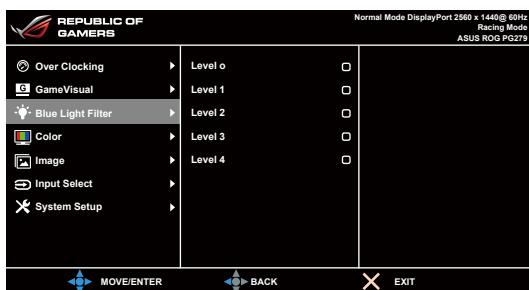 REPUBLIC OF
GAMERS
Normal Mode DisplayPort 2560 x 1440@ 60Hz
Racing Mode
ASUS ROG PG279
Over Clocking
G GameVisual
Blue Light Filter
Color
Image
Input Select
System Setup
Level o
Level 1
Level 2
Level 3
Level 4
MOVE/ENTER
BACK
EXIT